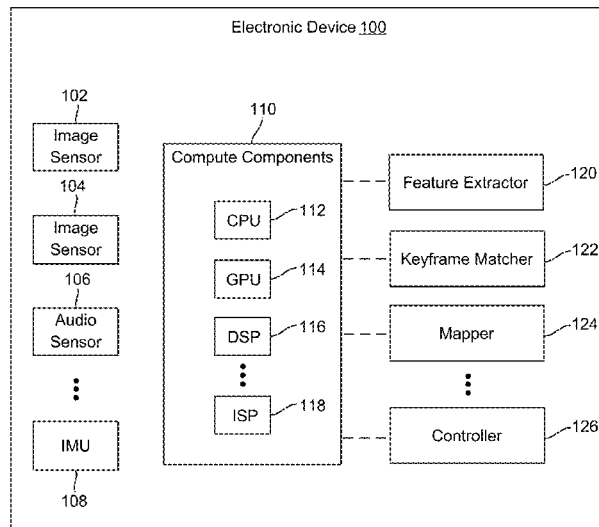 Electronic Device 100
102
Image
Sensor
104
Image
Sensor
106
Audio
Sensor
IMU
108
110
Compute Components
CPU
112
GPU
114
DSP
116
ISP
118
Feature Extractor
120
Keyframe Matcher
122
Mapper
124
Controller
126